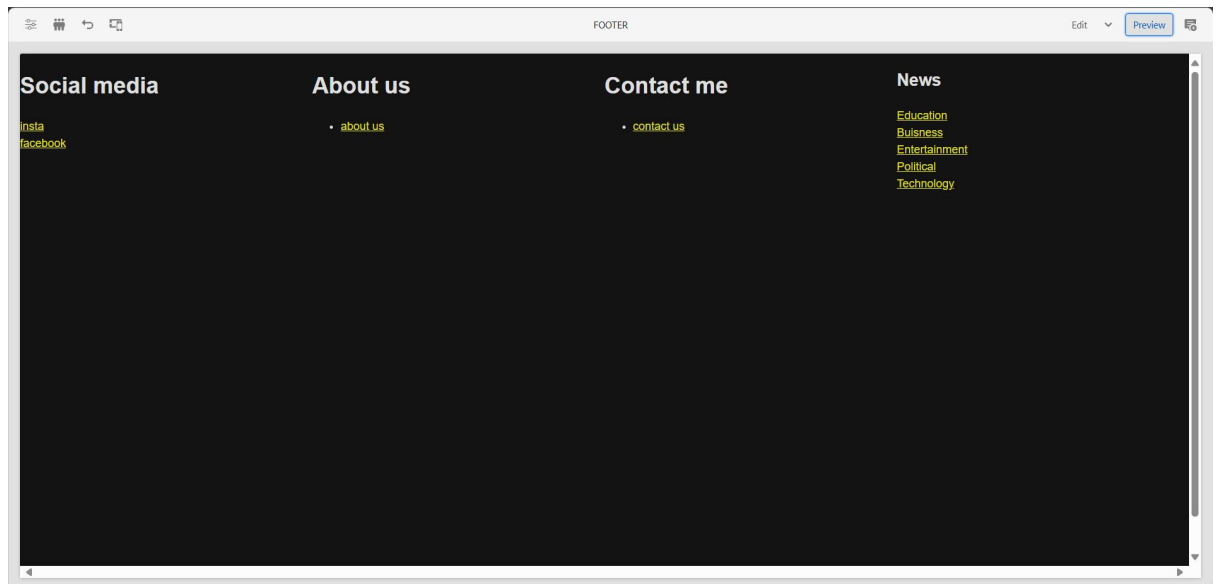 FOOTER
Edit
Preview
Social media
insta
facebook
About us
about us
Contact me
contact us
News
Education
Buisness
Entertainment
Political
Technology